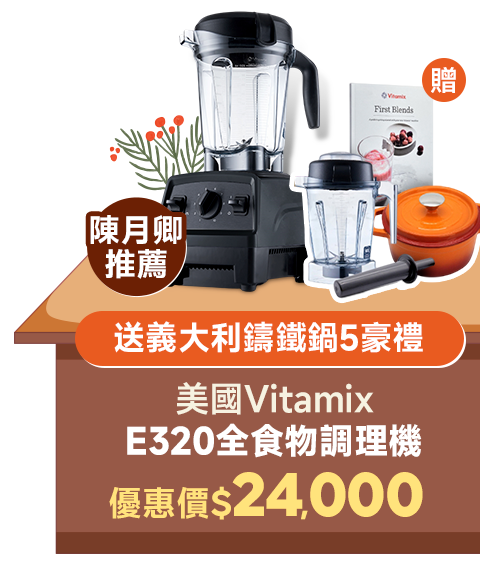 贈
Vitamix
First Blends
陳月卿
推薦
送義大利鑄鐵鍋5豪禮
美國Vitamix
E320全食物調理機
優惠價$24,000